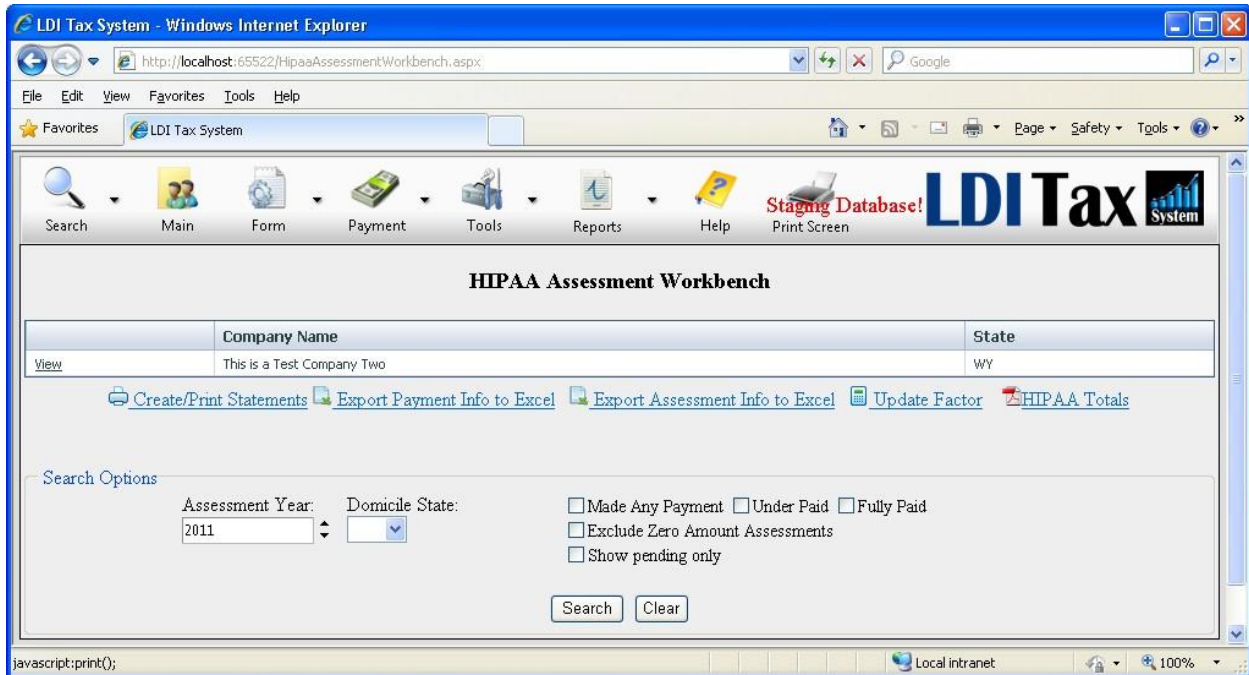 LDI Tax System - Windows Internet Explorer
http://localhost:65522/HipaaAssessmentWorkbench.aspx
Google
File Edit View Favorites Tools Help
Favorites LDI Tax System Page Safety Tools
Search Main Form Payment Tools Reports Help Print Screen
Staging Database!
LDI Tax System
HIPAA Assessment Workbench
Company Name State
View This is a Test Company Two WY
Create/Print Statements Export Payment Info to Excel Export Assessment Info to Excel Update Factor HIPAA Totals
Search Options
Assessment Year: Domicile State:
2011
Made Any Payment Under Paid Fully Paid
Exclude Zero Amount Assessments
Show pending only
Search Clear
javascript:print(); Local intranet 100%